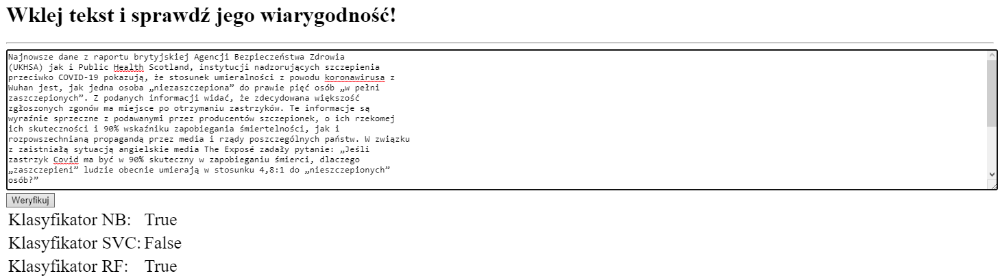 Wklej tekst i sprawdź jego wiarygodność!
Najnowsze dane z raportu brytyjskiej Agencji Bezpieczeństwa Zdrowia
(UKHSA) jak i Public Health Scotland, instytucji nadzorujących szczepienia
przeciwko COVID-19 pokazują, że stosunek umieralności z powodu koronawirusa z
Wuhan jest, jak jedna osoba „niezaszczepiona” do prawie pięć osób „w pełni
zaszczepionych”. Z podanych informacji widać, że zdecydowana większość
zgłoszonych zgonów ma miejsce po otrzymaniu zastrzyków. Te informacje są
wyraźnie sprzeczne z podawanymi przez producentów szczepionek, o ich rzekomej
ich skuteczności i 90% wskaźniku zapobiegania śmiertelności, jak i
rozpowszechnianą propagandą przez media i rządy poszczególnych państw. W związku
z zaistniałą sytuacją angielskie media The Exposé zadały pytanie: „Jeśli
zastrzyk Covid ma być w 90% skuteczny w zapobieganiu śmierci, dlaczego
„zaszczepieni” ludzie obecnie umierają w stosunku 4,8:1 do „nieszczepionych”
osób?”
Weryfikuj
Klasyfikator NB: True
Klasyfikator SVC: False
Klasyfikator RF: True